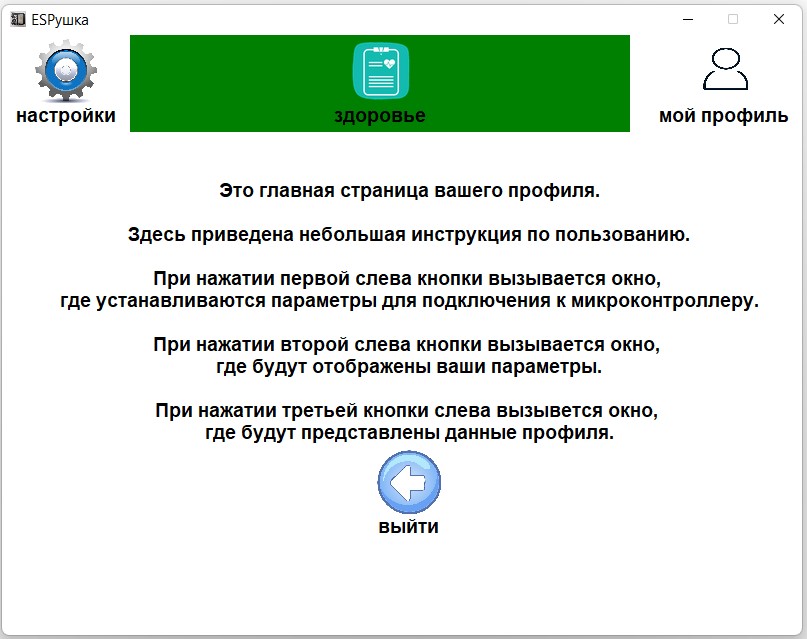 ESPушка
настройки
здоровье
мой профиль
Это главная страница вашего профиля.
Здесь приведена небольшая инструкция по пользованию.
При нажатии первой слева кнопки вызывается окно,
где устанавливаются параметры для подключения к микроконтроллеру.
При нажатии второй слева кнопки вызывается окно,
где будут отображены ваши параметры.
При нажатии третьей кнопки слева вызывется окно,
где будут представлены данные профиля.
выйти